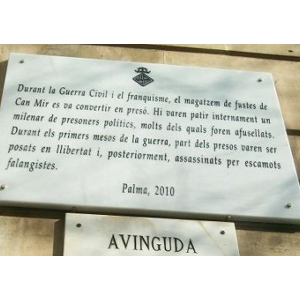 Durant la Guerra Civil i el franquisme, el magatzem de fustes de
Can Mir es va convertir en presó. Hi varen patir internament un
milenar de presoners polítics, molts dels quals foren afusellats.
Durant els primers mesos de la guerra, part dels presos varen ser
posats en llibertat i, posteriorment, assassinats per escamots
falangistes.
Palma, 2010
AVINGUDA